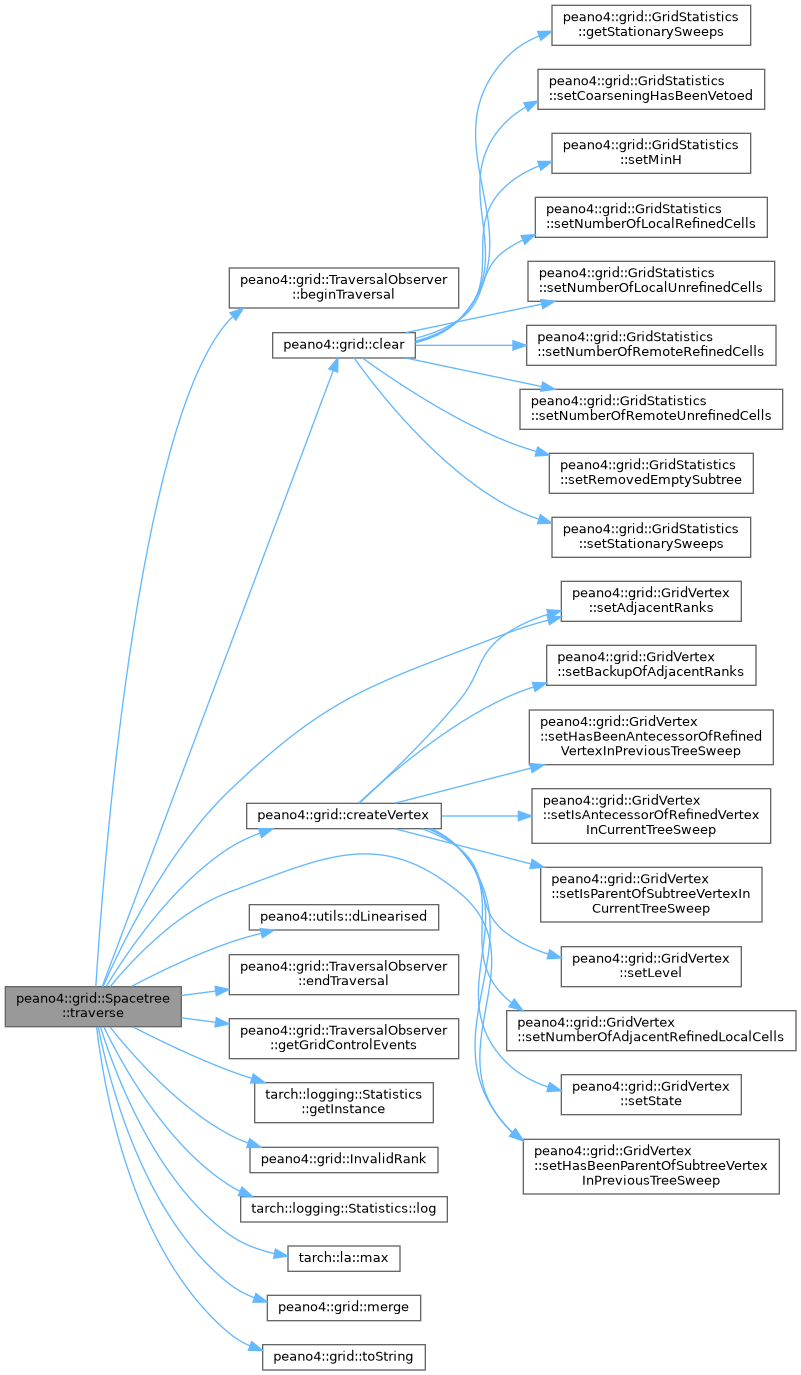 peano4::grid::GridStatistics
::getStationarySweeps
peano4::grid::GridStatistics
::setCoarseningHasBeenVetoed
peano4::grid::GridStatistics
::setMinH
peano4::grid::GridStatistics
::setNumberOfLocalRefinedCells
peano4::grid::TraversalObserver
::beginTraversal
peano4::grid::GridStatistics
::setNumberOfLocalUnrefinedCells
peano4::grid::clear
peano4::grid::GridStatistics
::setNumberOfRemoteRefinedCells
peano4::grid::GridStatistics
::setNumberOfRemoteUnrefinedCells
peano4::grid::GridStatistics
::setRemovedEmptySubtree
peano4::grid::GridStatistics
::setStationarySweeps
peano4::grid::GridVertex
::setAdjacentRanks
peano4::grid::GridVertex
::setBackupOfAdjacentRanks
peano4::grid::GridVertex
::setHasBeenAntecessorOfRefined
VertexInPreviousTreeSweep
peano4::grid::createVertex
peano4::grid::GridVertex
::setIsAntecessorOfRefinedVertex
InCurrentTreeSweep
peano4::grid::GridVertex
::setIsParentOfSubtreeVertexIn
CurrentTreeSweep
peano4::utils::dLinearised
peano4::grid::GridVertex
::setLevel
peano4::grid::TraversalObserver
::endTraversal
peano4::grid::Spacetree
::traverse
peano4::grid::GridVertex
::setNumberOfAdjacentRefinedLocalCells
peano4::grid::TraversalObserver
::getGridControlEvents
peano4::grid::GridVertex
::setState
tarch::logging::Statistics
::getInstance
peano4::grid::GridVertex
::setHasBeenParentOfSubtreeVertex
InPreviousTreeSweep
peano4::grid::InvalidRank
tarch::logging::Statistics::log
tarch::la::max
peano4::grid::merge
peano4::grid::toString